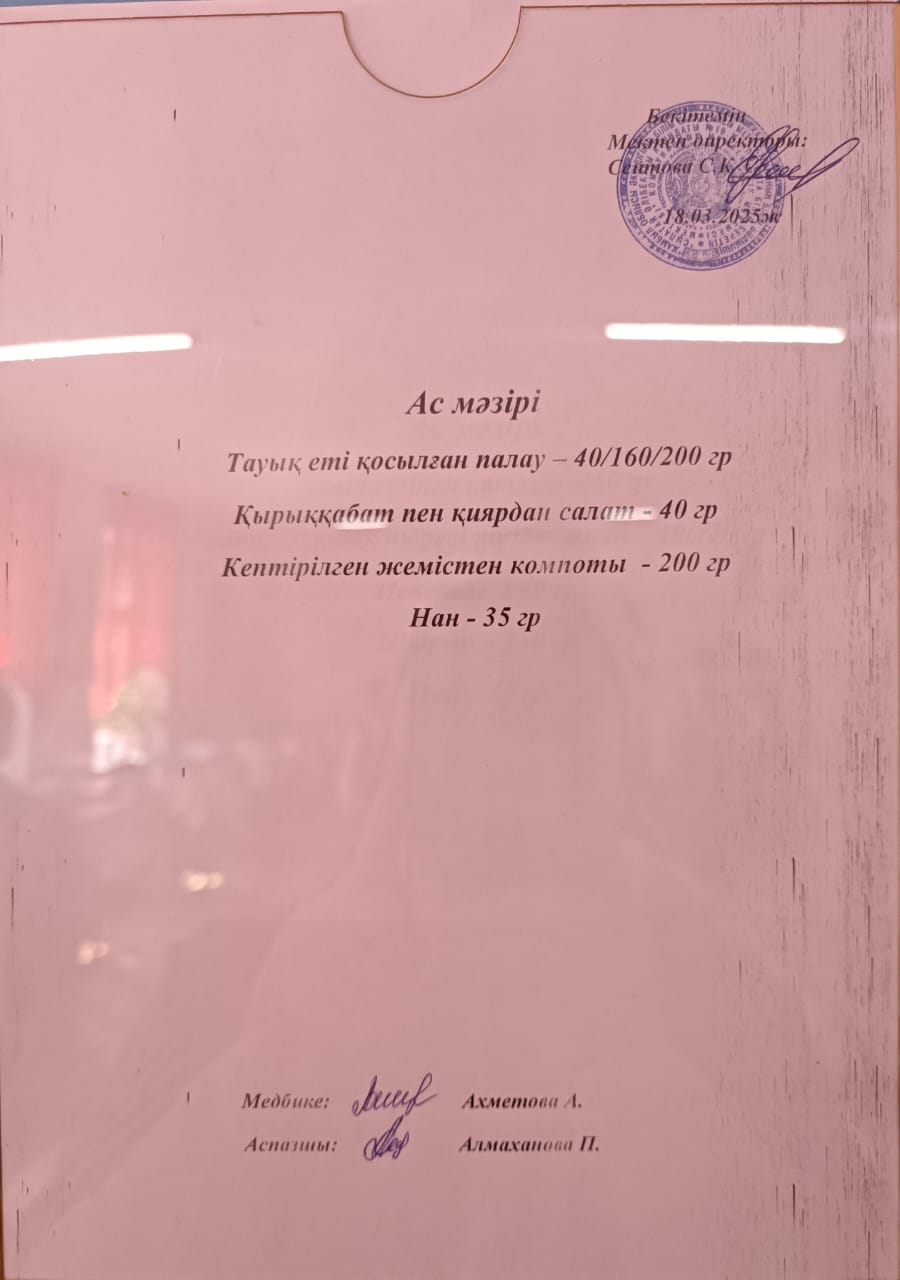 Бекітемін
Мектеп директоры:
Сеитова С.К
18.03.2025ж
Ас мәзірі
Тауық еті қосылған палау – 40/160/200 гр
Қырыққабат пен қиярдан салат - 40 гр
Кептірілген жемістен компоты - 200 гр
Нан - 35 гр
Медбике: Ахметова А.
Аспазшы: Алмаханова П.